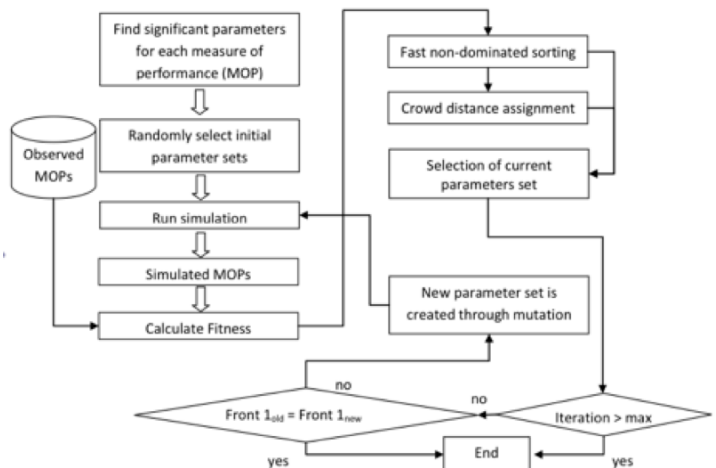 Find significant parameters
for each measure of
performance (MOP)
Randomly select initial
parameter sets
Observed
MOPs
Run simulation
Simulated MOPs
Calculate Fitness
Fast non-dominated sorting
Crowd distance assignment
Selection of current
parameters set
New parameter set is
created through mutation
no
no
Front 1old = Front 1new
Iteration > max
End
yes
yes